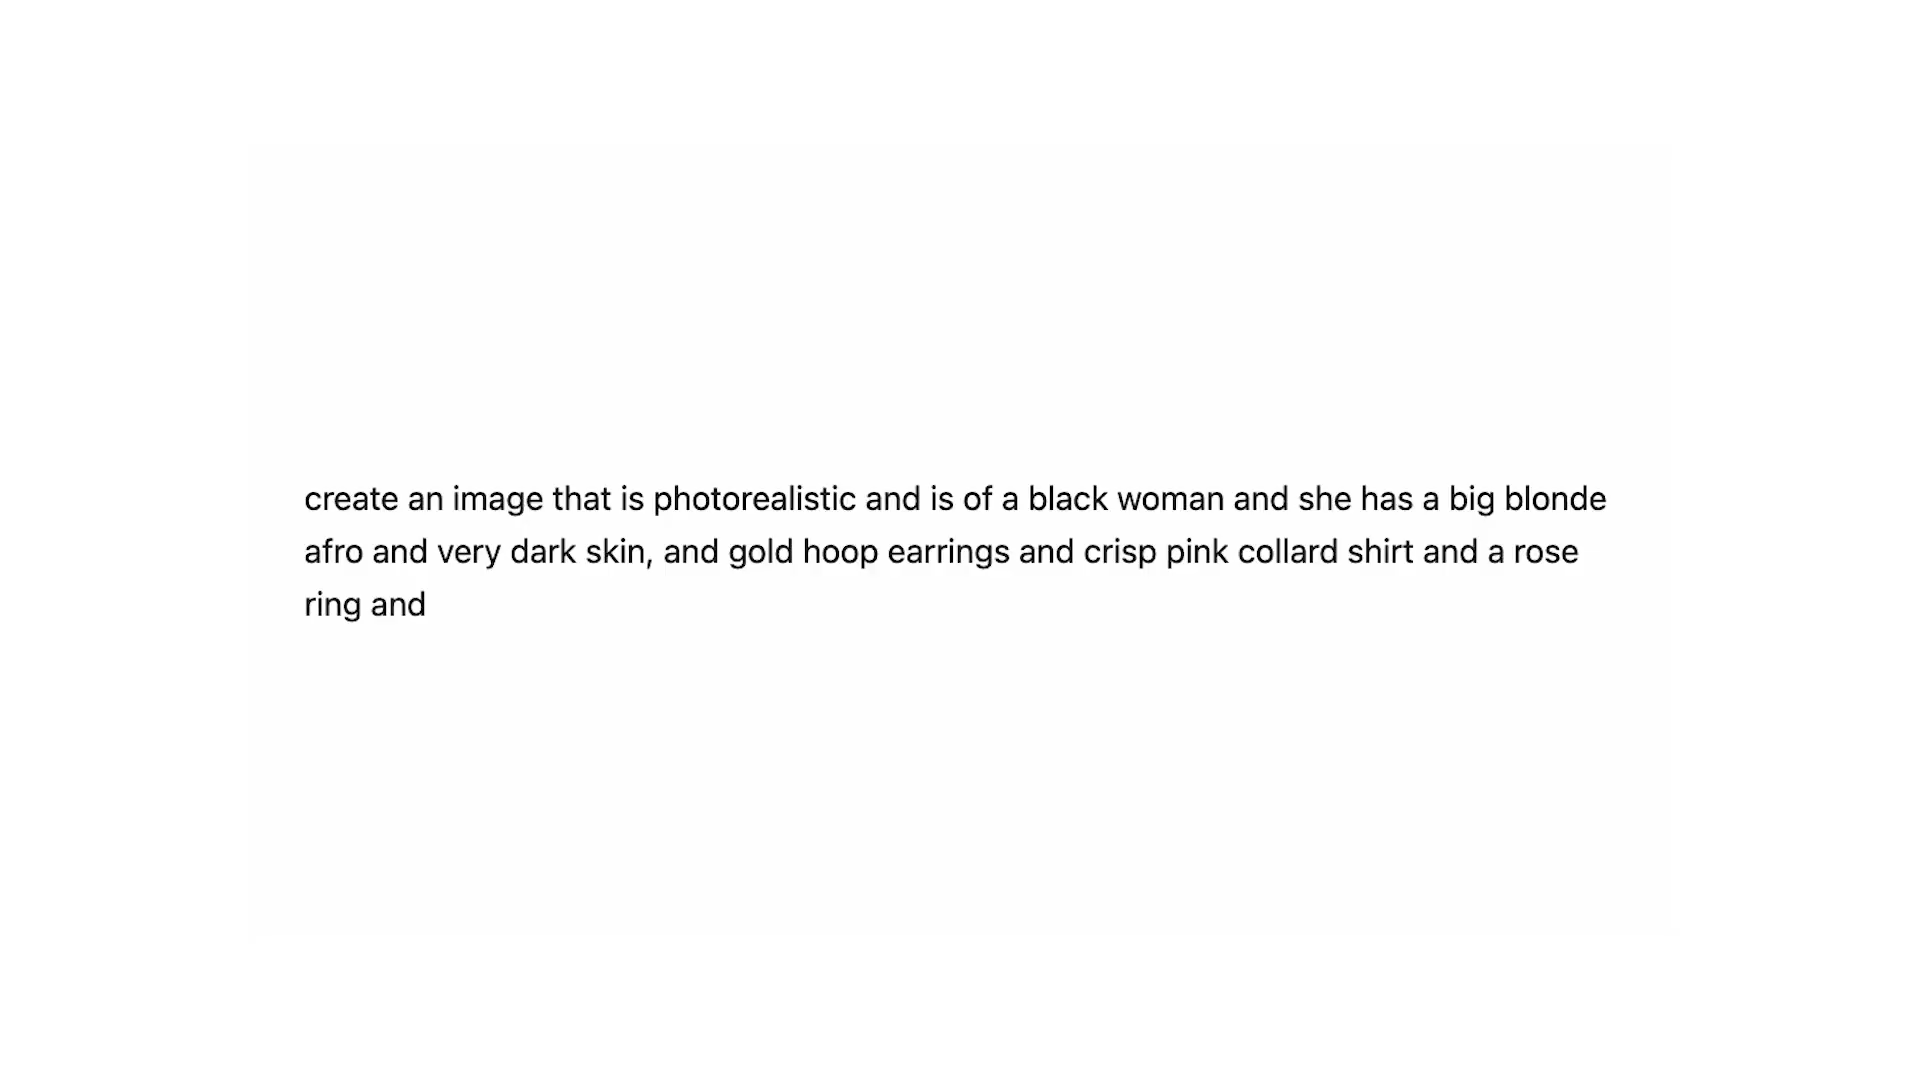 create an image that is photorealistic and is of a black woman and she has a big blonde
afro and very dark skin, and gold hoop earrings and crisp pink collard shirt and a rose
ring and